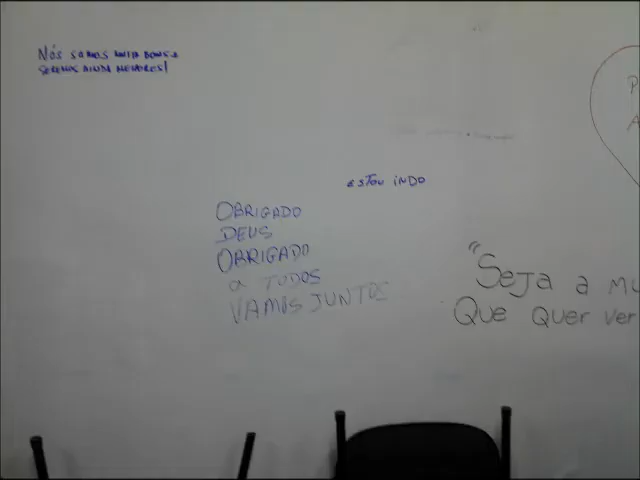 Nós somos muito bons e
seremos ainda melhores!
P
A
estou indo
OBRIGADO
DEUS
OBRIGADO
a TODOS
VAMOS JUNTOS
"Seja a mu
Que quer ver